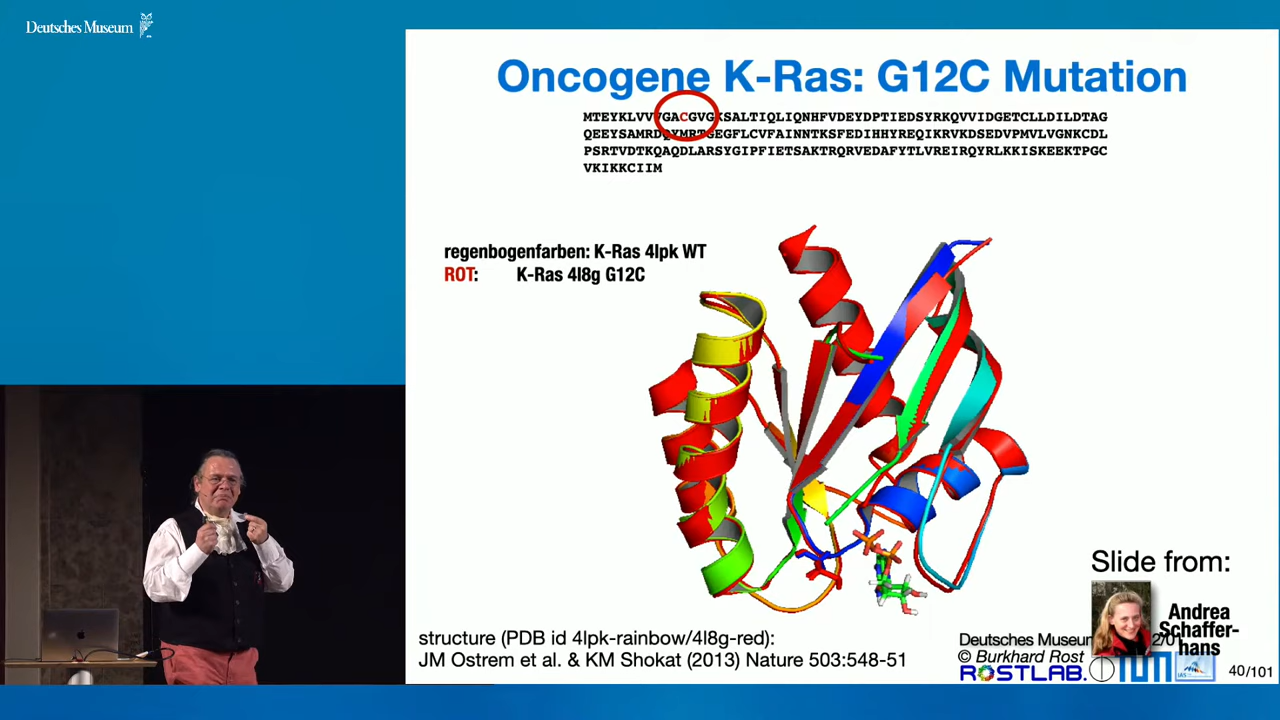 Deutsches Museum
Oncogene K-Ras: G12C Mutation
MTEYKLVVVGACGVGKSALTIQLIQNHFVDEYDPTIEDSYRKQVVIDGETCLLDILDTAG
QEEYSAMRDQYMRTGEGFLCVFAINNTKSFEDIHHYREQIKRVKDSEDVPMVLVGNKCDL
PSRTVDTKQAQDLARSYGIPFIETSAKTRQRVEDAFYTLVREIRQYRLKKISKEEKTPGC
VKIKKCIIM
regenbogenfarben: K-Ras 4lpk WT
ROT: K-Ras 4l8g G12C
Slide from:
Andrea
Schaffer-
hans
structure (PDB id 4lpk-rainbow/4l8g-red):
JM Ostrem et al. & KM Shokat (2013) Nature 503:548-51
Deutsches Museum
© Burkhard Rost
ROSTLAB.
TUM
IAS
40/101